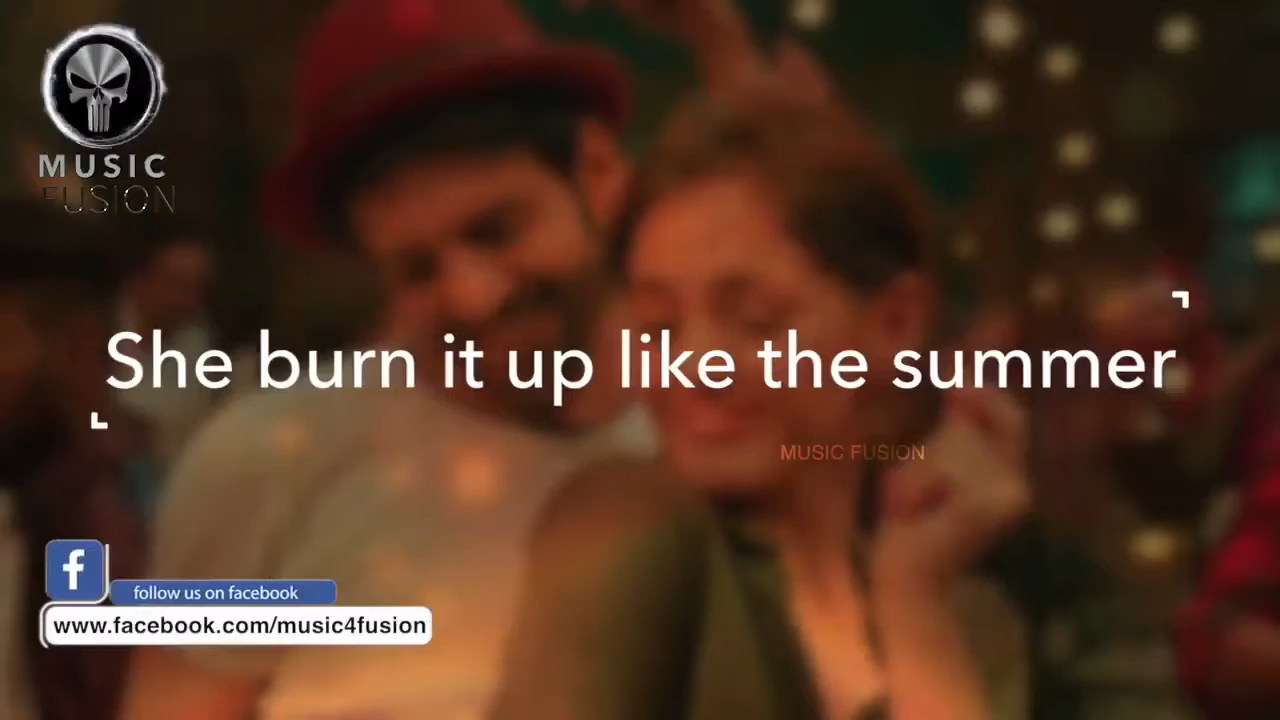 MUSIC
FUSION
She burn it up like the summer
MUSIC FUSION
f
follow us on facebook
www.facebook.com/music4fusion